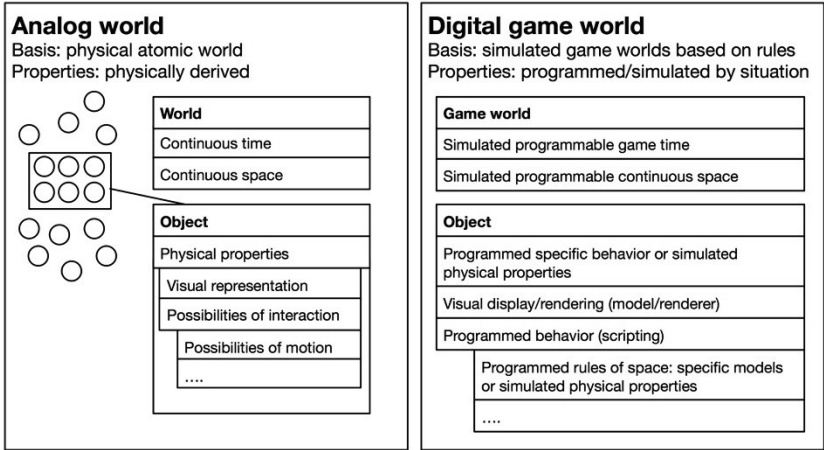 Analog world
Basis: physical atomic world
Properties: physically derived
World
Continuous time
Continuous space
Object
Physical properties
Visual representation
Possibilities of interaction
Possibilities of motion
....
Digital game world
Basis: simulated game worlds based on rules
Properties: programmed/simulated by situation
Game world
Simulated programmable game time
Simulated programmable continuous space
Object
Programmed specific behavior or simulated
physical properties
Visual display/rendering (model/renderer)
Programmed behavior (scripting)
Programmed rules of space: specific models
or simulated physical properties
....